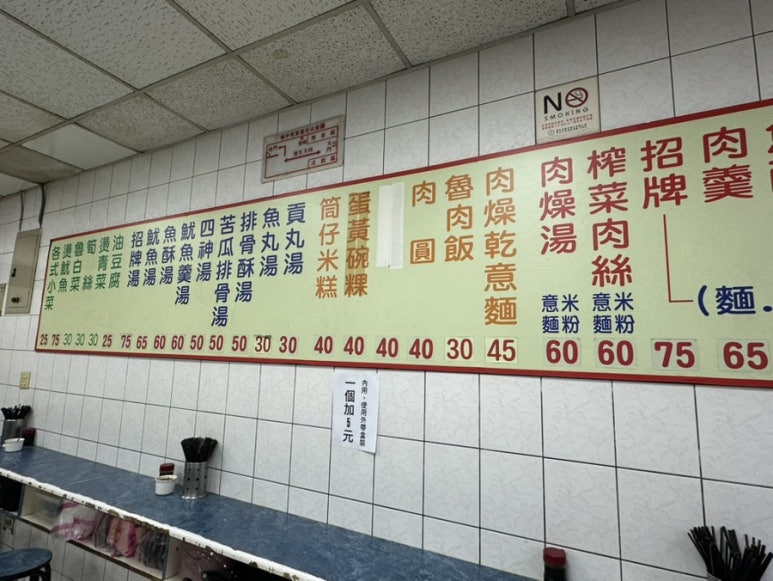 NO
SMOKING
肉羹
65
(麵
招牌
75
榨菜肉絲
米粉
意麵
60
肉燥湯
米粉
意麵
60
肉燥乾意麵
45
魯肉飯
30
肉圓
40
40
蛋黃碗粿
40
筒仔米糕
40
貢丸湯
30
魚丸湯
30
排骨酥湯
50
苦瓜排骨湯
50
四神湯
50
魷魚羹湯
60
魚酥湯
60
魷魚湯
65
招牌湯
75
油豆腐
25
燙青菜
30
筍絲
30
魯白菜
30
燙魷魚
75
各式小菜
25
使用外帶盒裝
一個加5元